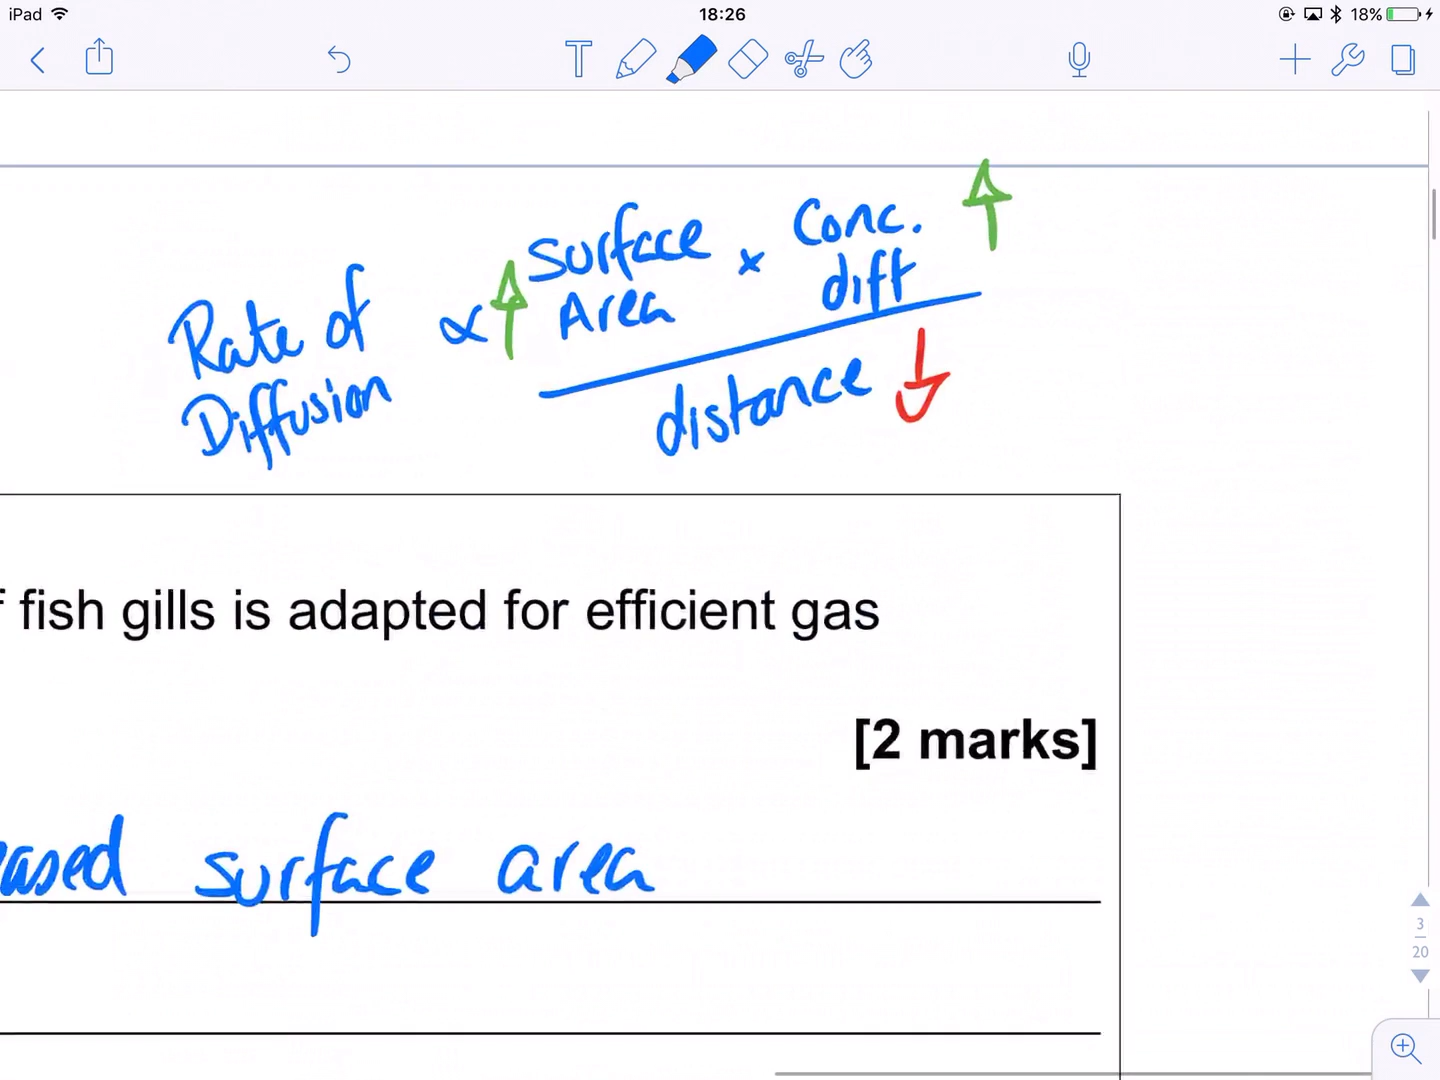 iPad 18:26 18%
Surface × Conc.
Rate of ∝ Area diff
Diffusion distance
fish gills is adapted for efficient gas
[2 marks]
eased surface area
3
20